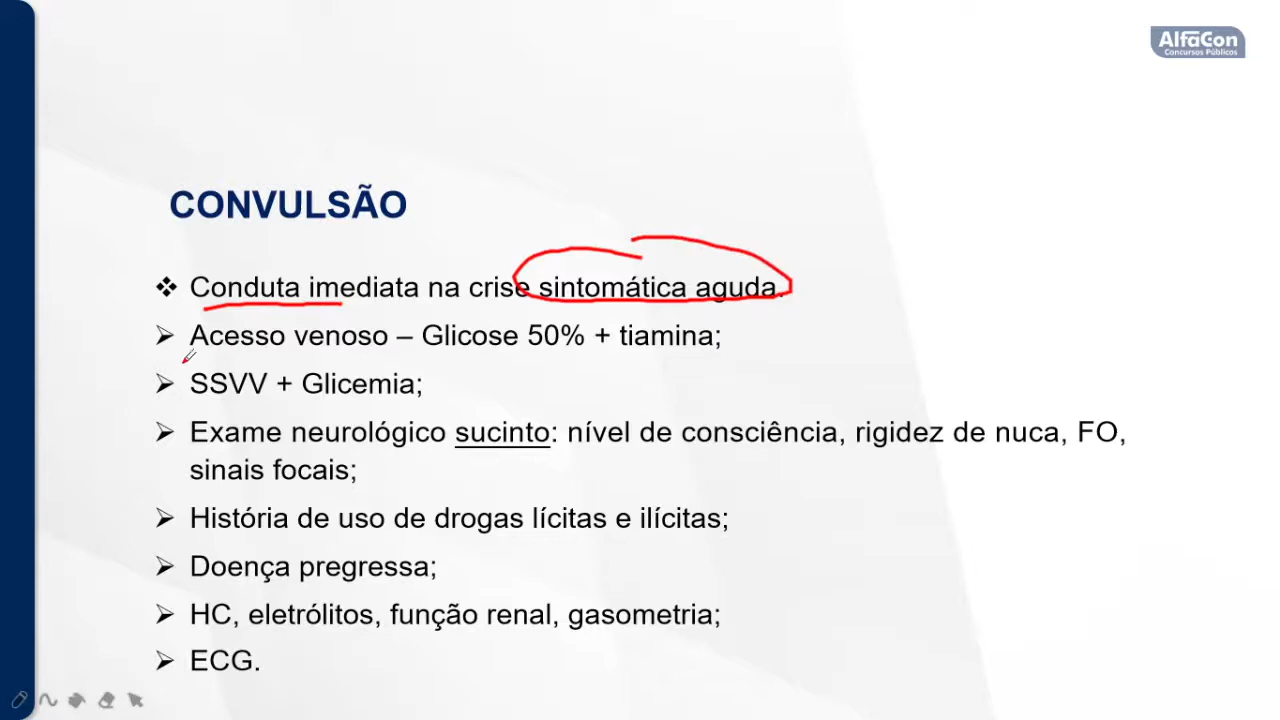 AlfaCon
Concursos Públicos
CONVULSÃO
❖ Conduta imediata na crise sintomática aguda.
➢ Acesso venoso – Glicose 50% + tiamina;
➢ SSVV + Glicemia;
➢ Exame neurológico sucinto: nível de consciência, rigidez de nuca, FO,
sinais focais;
➢ História de uso de drogas lícitas e ilícitas;
➢ Doença pregressa;
➢ HC, eletrólitos, função renal, gasometria;
➢ ECG.